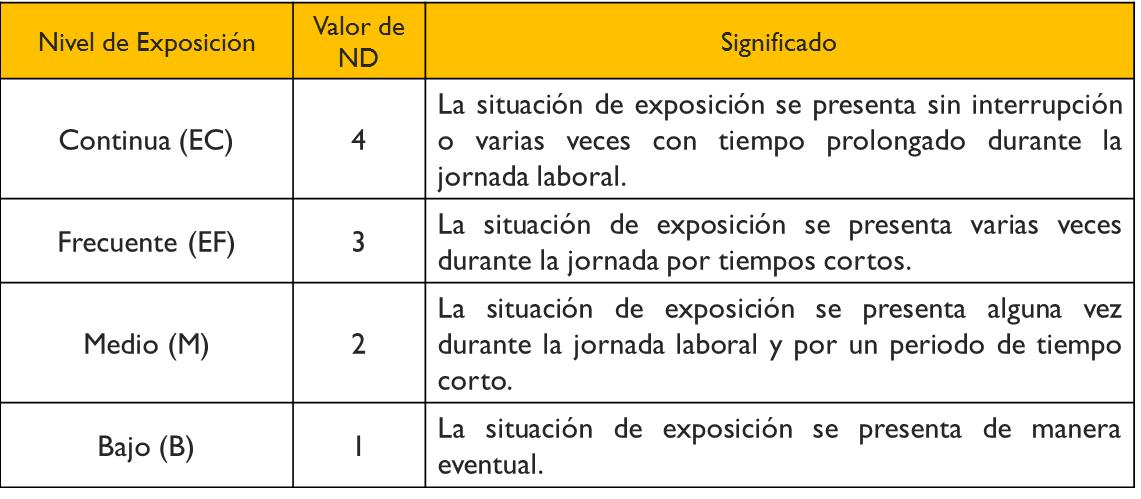 Nivel de Exposición
Valor de
ND
Significado
Continua (EC)
4
La situación de exposición se presenta sin interrupción
o varias veces con tiempo prolongado durante la
jornada laboral.
Frecuente (EF)
3
La situación de exposición se presenta varias veces
durante la jornada por tiempos cortos.
Medio (M)
2
La situación de exposición se presenta alguna vez
durante la jornada laboral y por un periodo de tiempo
corto.
Bajo (B)
1
La situación de exposición se presenta de manera
eventual.